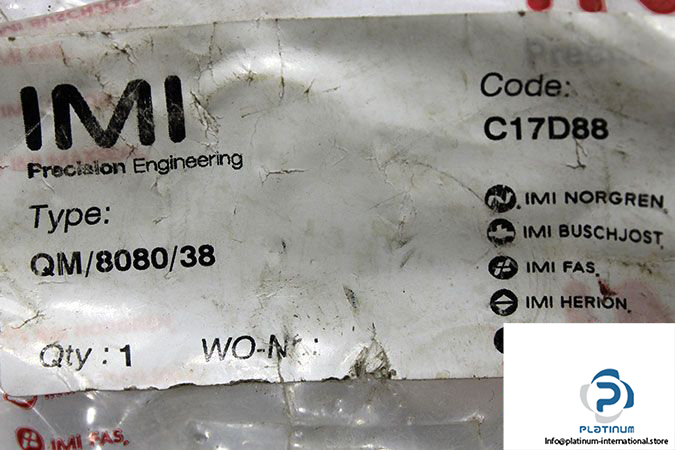 IMI
Precision Engineering
Type:
QM/8080/38
Qty : 1
WO-Nr.:
Code:
C17D88
IMI NORGREN
IMI BUSCHJOST
IMI FAS
IMI HERION
IMI FAS
PLATINUM
Info@platinum-international.store